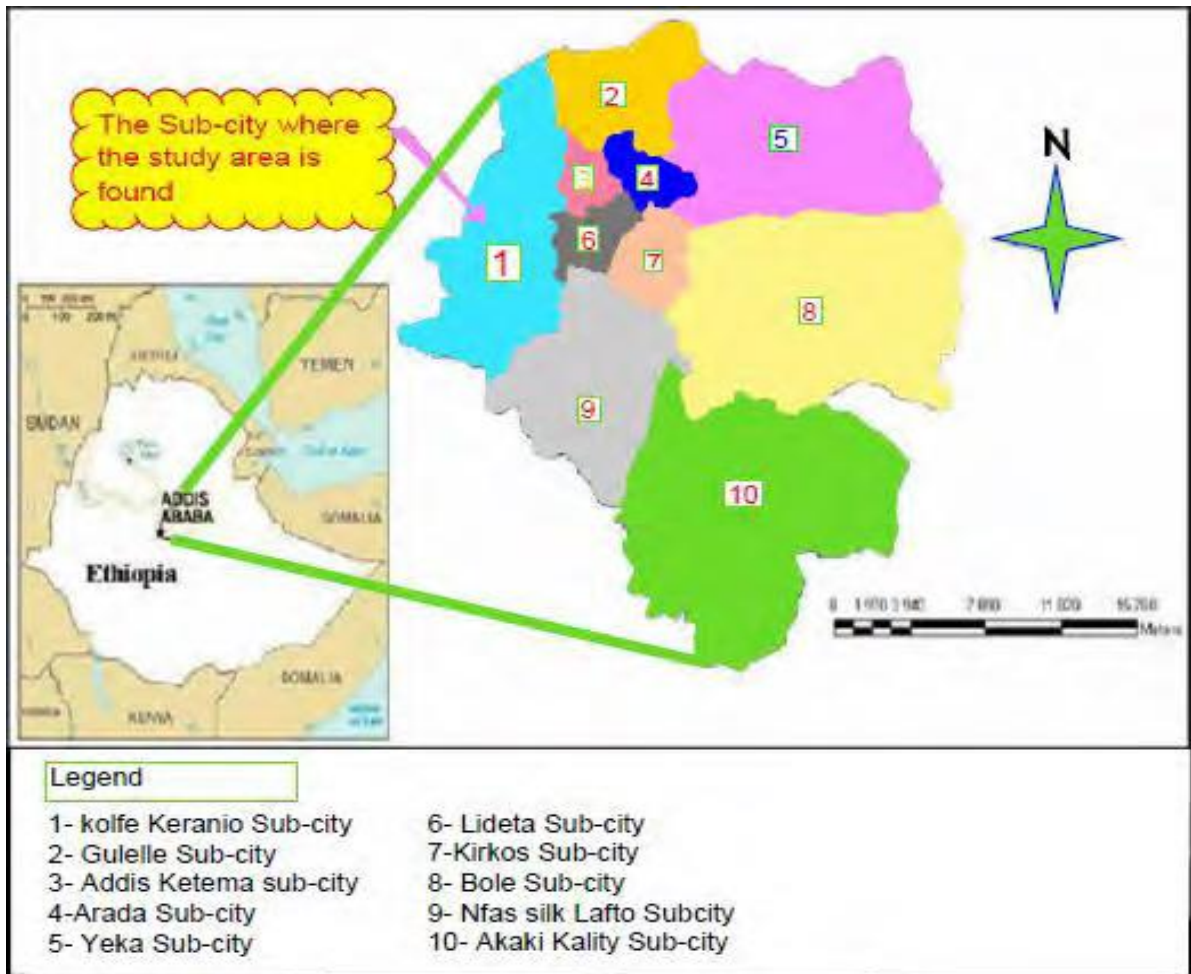 The Sub-city where
the study area is
found
N
1
2
3
4
5
6
7
8
9
10
YEMEN
SUDAN
ADDIS
ABABA
Ethiopia
SOMALIA
SOMALIA
KENYA
0
Meters
Legend
1- kolfe Keranio Sub-city
2- Gulelle Sub-city
3- Addis Ketema sub-city
4-Arada Sub-city
5- Yeka Sub-city
6- Lideta Sub-city
7-Kirkos Sub-city
8- Bole Sub-city
9- Nfas silk Lafto Subcity
10- Akaki Kality Sub-city